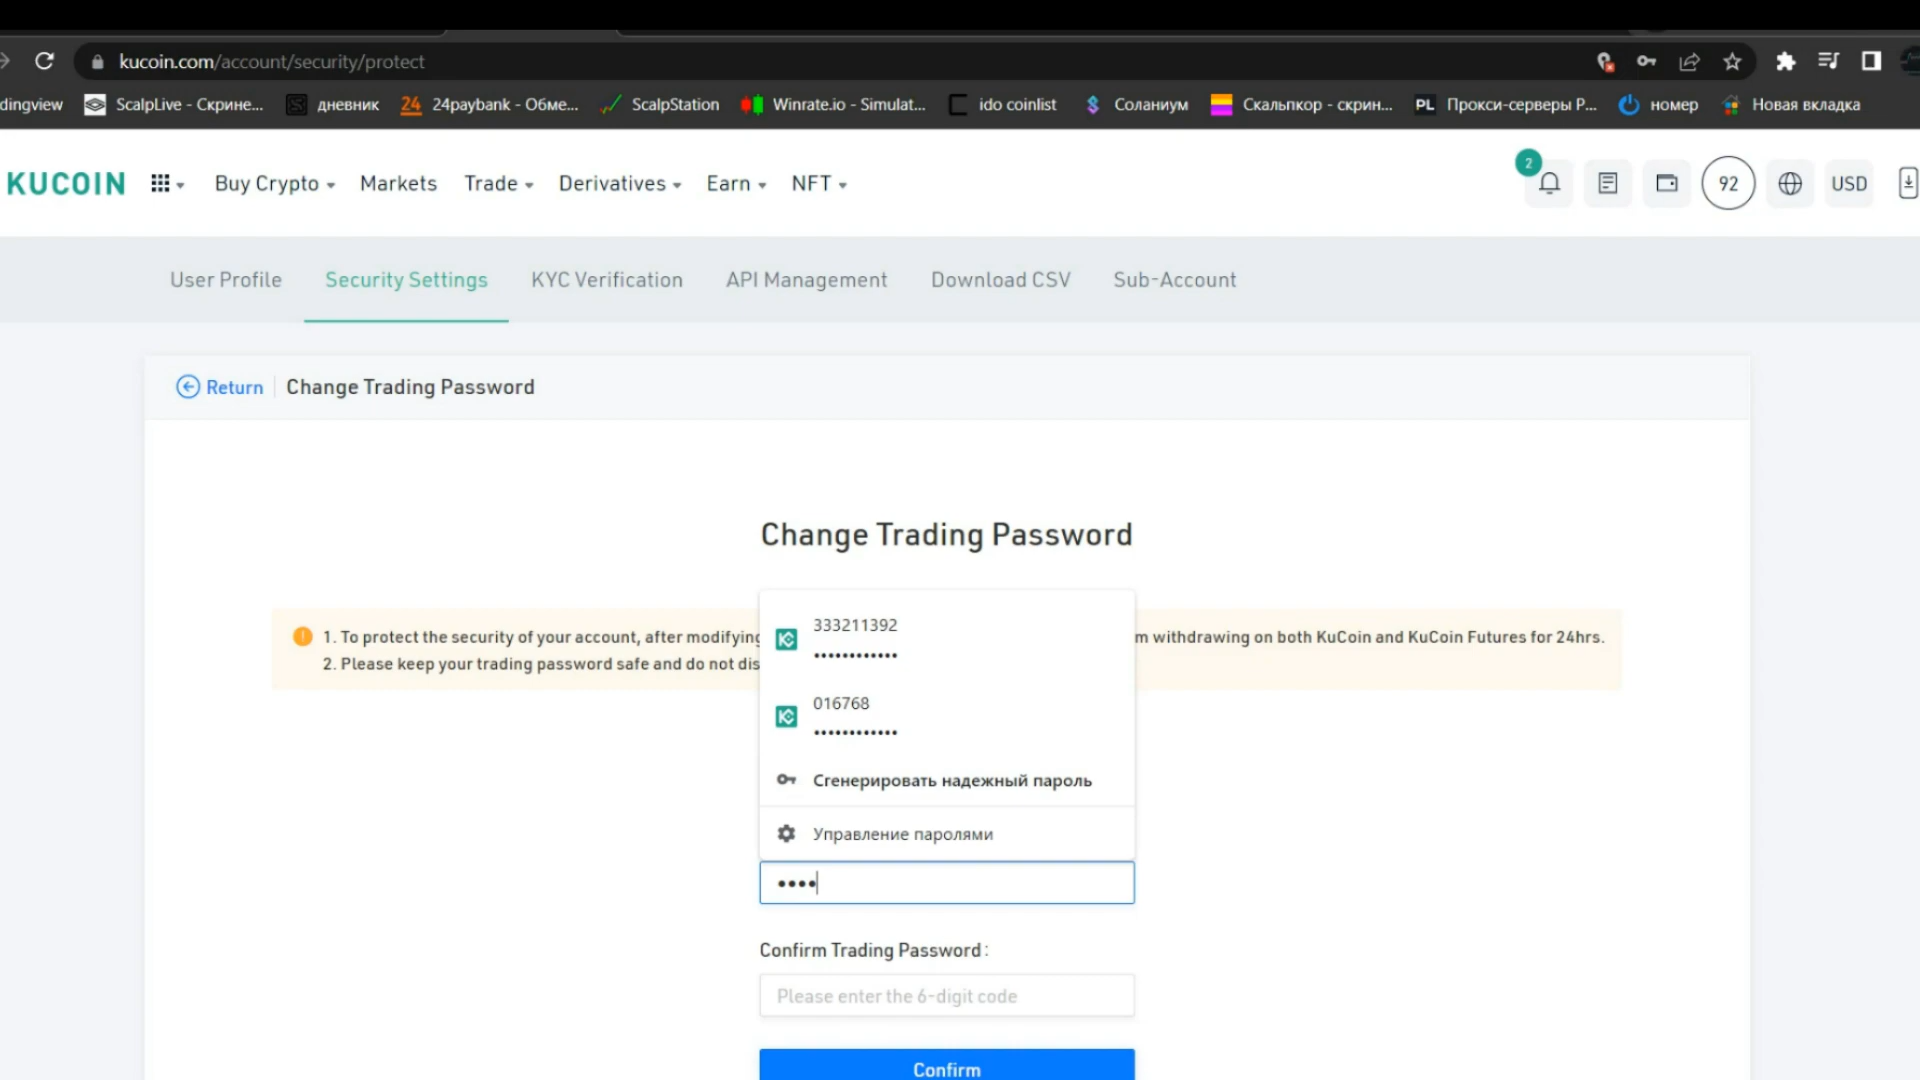 kucoin.com/account/security/protect
dingview ScalpLive - Скрине... дневник 24 24paybank - Обме... ScalpStation Winrate.io - Simulat... ido coinlist Соланиум Скальпкор - скрин... PL Прокси-серверы Р... номер Новая вкладка
KUCOIN Buy Crypto Markets Trade Derivatives Earn NFT 2 92 USD
User Profile Security Settings KYC Verification API Management Download CSV Sub-Account
Return Change Trading Password
Change Trading Password
1. To protect the security of your account, after modifying m withdrawing on both KuCoin and KuCoin Futures for 24hrs.
2. Please keep your trading password safe and do not dis
333211392
••••••••••••
016768
••••••••••••
Сгенерировать надежный пароль
Управление паролями
••••
Confirm Trading Password:
Please enter the 6-digit code
Confirm